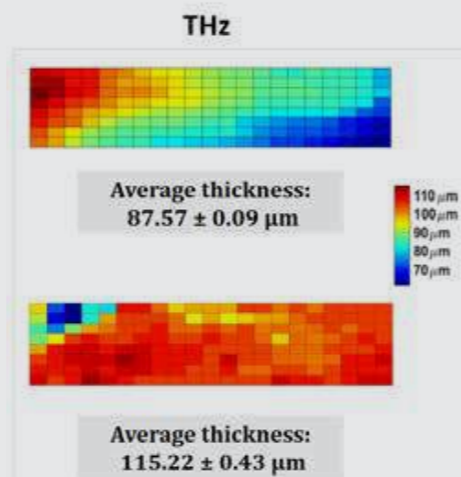 THz
Average thickness:
87.57 ± 0.09 μm
110 μm
100 μm
90 μm
80 μm
70 μm
Average thickness:
115.22 ± 0.43 μm